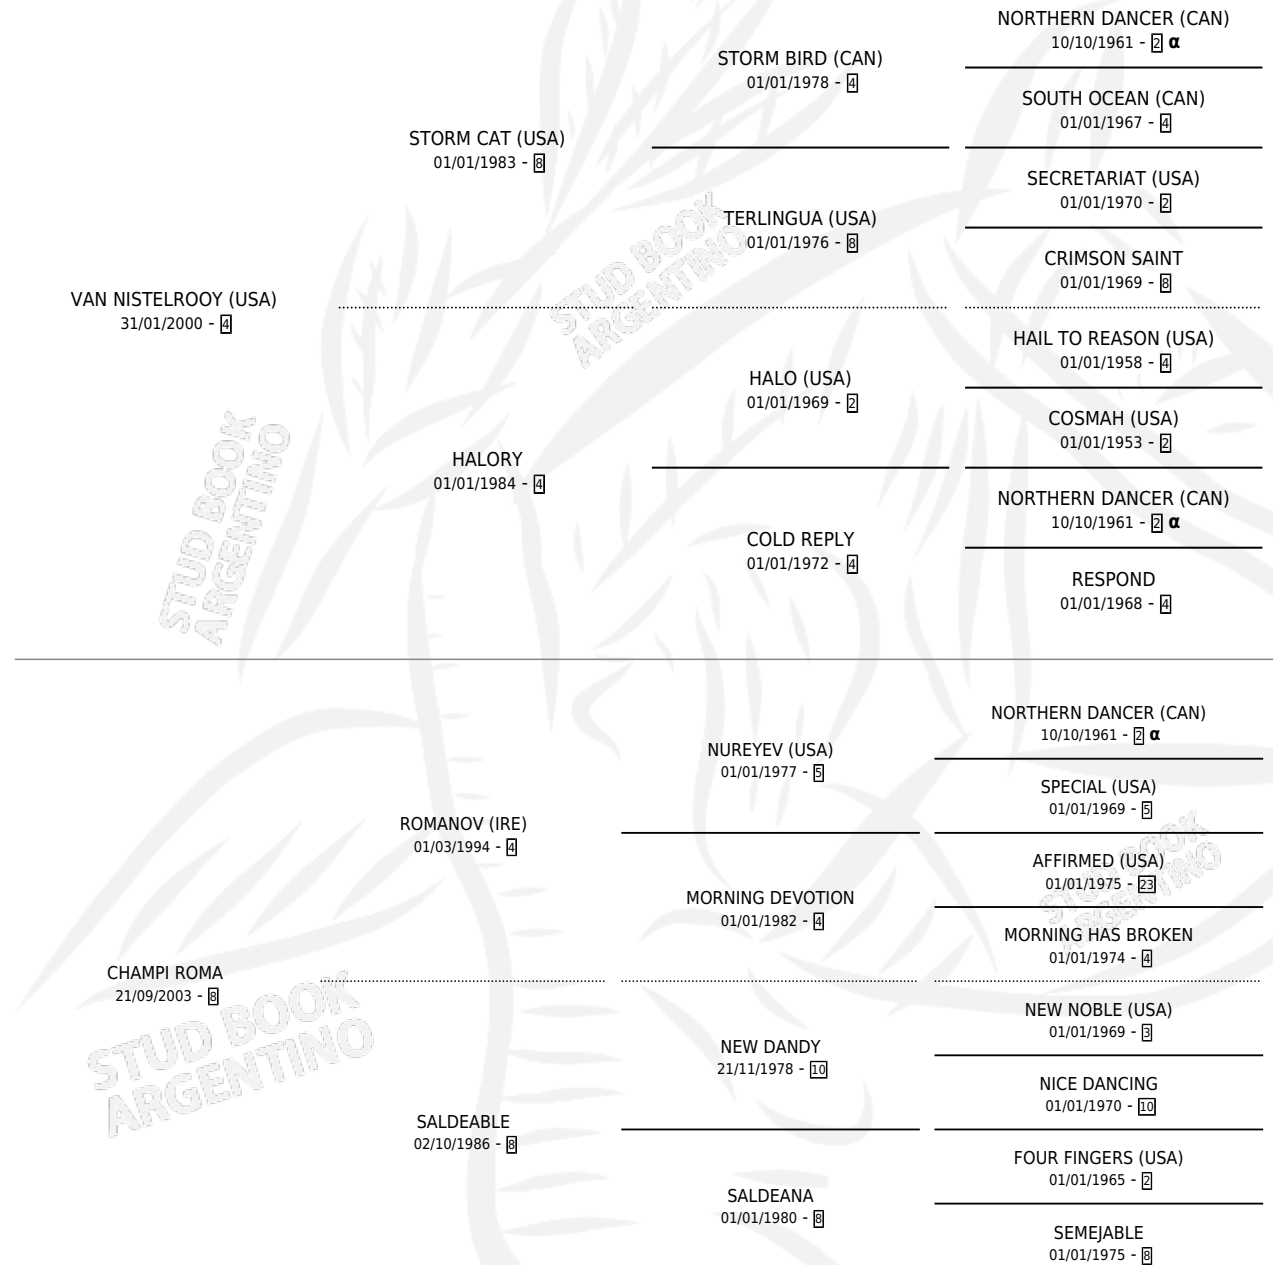 NORTHERN DANCER (CAN)
10/10/1961 - 2 α
STORM BIRD (CAN)
01/01/1978 - 4
SOUTH OCEAN (CAN)
01/01/1967 - 4
STORM CAT (USA)
01/01/1983 - 8
SECRETARIAT (USA)
01/01/1970 - 2
TERLINGUA (USA)
01/01/1976 - 8
CRIMSON SAINT
01/01/1969 - 8
VAN NISTELROOY (USA)
31/01/2000 - 4
HAIL TO REASON (USA)
01/01/1958 - 4
HALO (USA)
01/01/1969 - 2
COSMAH (USA)
01/01/1953 - 2
HALORY
01/01/1984 - 4
NORTHERN DANCER (CAN)
10/10/1961 - 2 α
COLD REPLY
01/01/1972 - 4
RESPOND
01/01/1968 - 4
NORTHERN DANCER (CAN)
10/10/1961 - 2 α
NUREYEV (USA)
01/01/1977 - 5
SPECIAL (USA)
01/01/1969 - 5
ROMANOV (IRE)
01/03/1994 - 4
AFFIRMED (USA)
01/01/1975 - 23
MORNING DEVOTION
01/01/1982 - 4
MORNING HAS BROKEN
01/01/1974 - 4
CHAMPI ROMA
21/09/2003 - 8
NEW NOBLE (USA)
01/01/1969 - 3
NEW DANDY
21/11/1978 - 10
NICE DANCING
01/01/1970 - 10
SALDEABLE
02/10/1986 - 8
FOUR FINGERS (USA)
01/01/1965 - 2
SALDEANA
01/01/1980 - 8
SEMEJABLE
01/01/1975 - 8
STUD BOOK
ARGENTINO
STUD BOOK
ARGENTINO
STUD BOOK
ARGENTINO
STUD BOOK
ARGENTINO